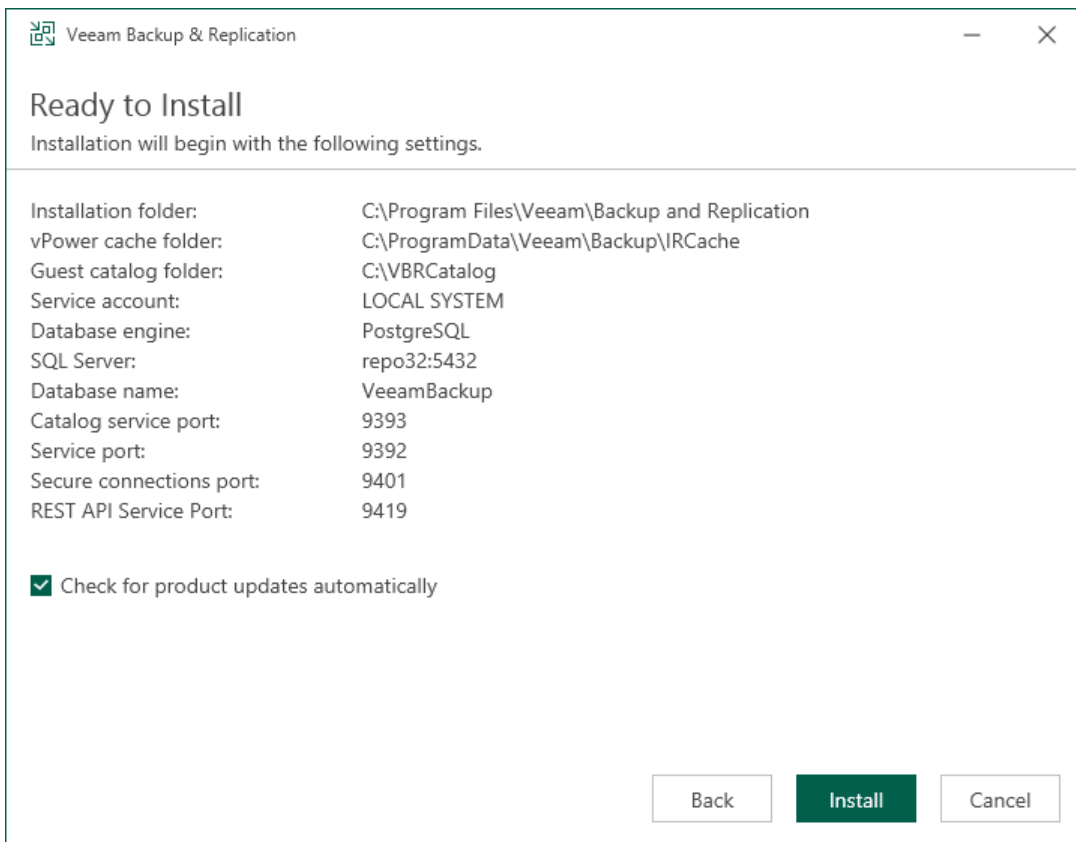 Veeam Backup & Replication
Ready to Install
Installation will begin with the following settings.
Installation folder: C:\Program Files\Veeam\Backup and Replication
vPower cache folder: C:\ProgramData\Veeam\Backup\IRCache
Guest catalog folder: C:\VBRCatalog
Service account: LOCAL SYSTEM
Database engine: PostgreSQL
SQL Server: repo32:5432
Database name: VeeamBackup
Catalog service port: 9393
Service port: 9392
Secure connections port: 9401
REST API Service Port: 9419
Check for product updates automatically
Back Install Cancel